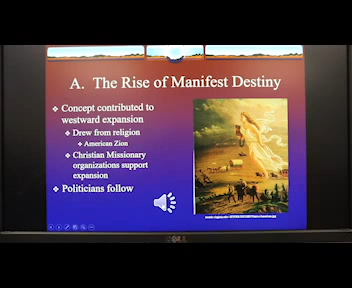 A. The Rise of Manifest Destiny
Concept contributed to
westward expansion
Drew from religion
American Zion
Christian Missionary
organizations support
expansion
Politicians follow
DELL